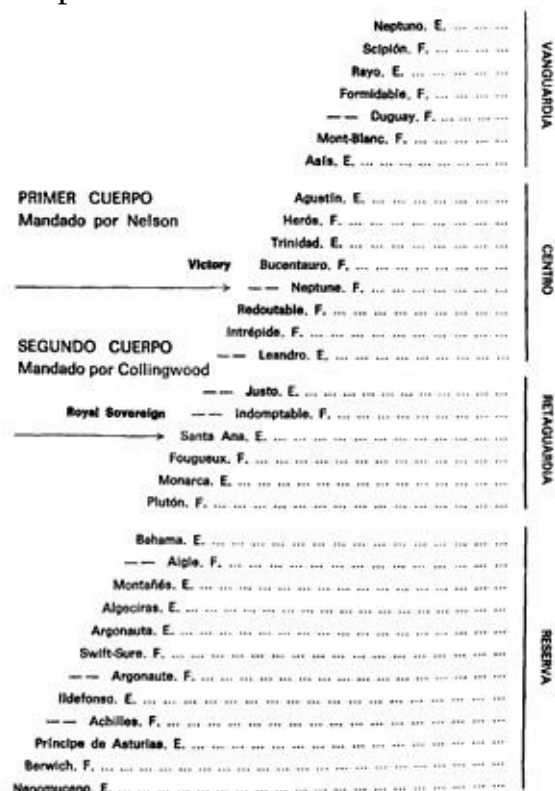 Neptuno. E. ... ... ...
Scipión. F. ... ... ... ...
Rayo. E. ... ... ... ...
Formidable. F. ... ... ... ...
—— Duguay. F. ... ... ... ...
Mont-Blanc. F. ... ... ... ... ...
Asís. E. ... ... ... ... ... ...
VANGUARDIA
PRIMER CUERPO
Mandado por Nelson
Agustín. E. ... ... ... ... ... ...
Herós. F. ... ... ... ... ... ...
Trinidad. E. ... ... ... ... ... ...
Victory Bucentauro. F. ... ... ... ... ... ...
—— Neptune. F. ... ... ... ... ... ...
Redoutable. F. ... ... ... ... ... ... ...
Intrépide. F. ... ... ... ... ... ... ...
—— Leandro. E. ... ... ... ... ... ... ...
CENTRO
SEGUNDO CUERPO
Mandado por Collingwood
—— Justo. E. ... ... ... ... ... ... ... ...
Royal Sovereign —— Indomptable. F. ... ... ... ... ... ... ...
Santa Ana. E. ... ... ... ... ... ... ... ...
Fougueux. F. ... ... ... ... ... ... ... ... ...
Monarca. E. ... ... ... ... ... ... ... ... ...
Plutón. F. ... ... ... ... ... ... ... ... ... ...
RETAGUARDIA
Bahama. E. ... ... ... ... ... ... ... ... ... ...
—— Aigle. F. ... ... ... ... ... ... ... ... ... ...
Montañés. E. ... ... ... ... ... ... ... ... ... ...
Algeciras. E. ... ... ... ... ... ... ... ... ... ...
Argonauta. E. ... ... ... ... ... ... ... ... ... ...
Swift-Sure. F. ... ... ... ... ... ... ... ... ... ...
—— Argonaute. F. ... ... ... ... ... ... ... ... ... ...
Ildefonso. E. ... ... ... ... ... ... ... ... ... ... ...
—— Achilles. F. ... ... ... ... ... ... ... ... ... ... ...
Príncipe de Asturias. E. ... ... ... ... ... ... ... ... ... ...
Berwich. F. ... ... ... ... ... ... ... ... ... ... ... ... ...
Nepomuceno. E. ... ... ... ... ... ... ... ... ... ... ... ...
RESERVA